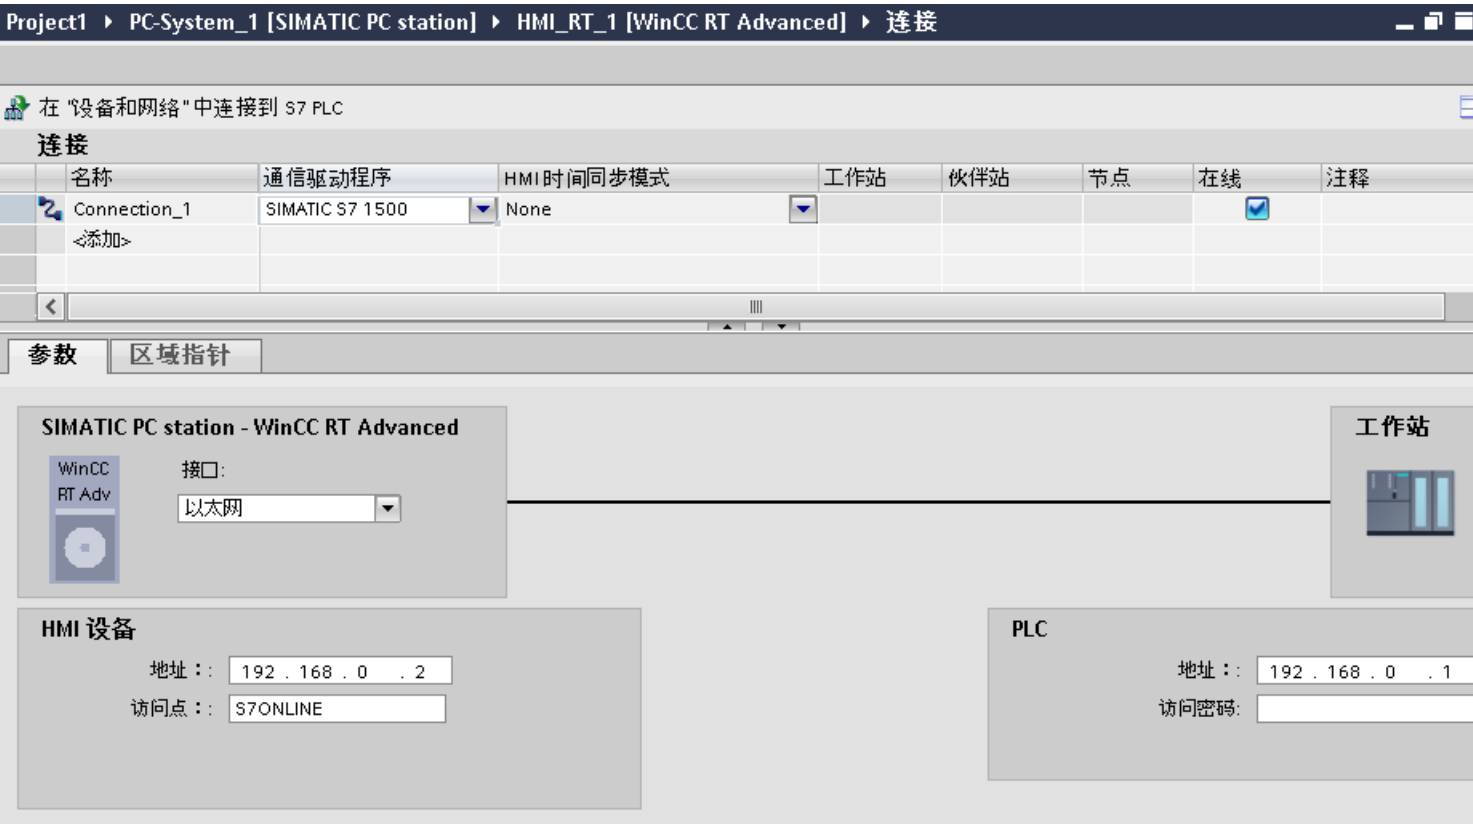 Project1 ▸ PC-System_1 [SIMATIC PC station] ▸ HMI_RT_1 [WinCC RT Advanced] ▸ 连接
在 "设备和网络" 中连接到 S7 PLC
连接
名称 通信驱动程序 HMI时间同步模式 工作站 伙伴站 节点 在线 注释
Connection_1 SIMATIC S7 1500 None
<添加>
参数 区域指针
SIMATIC PC station - WinCC RT Advanced 工作站
WinCC 接口:
RT Adv
以太网
HMI 设备 PLC
地址：: 192 . 168 . 0 . 2 地址：: 192 . 168 . 0 . 1
访问点：: S7ONLINE 访问密码: